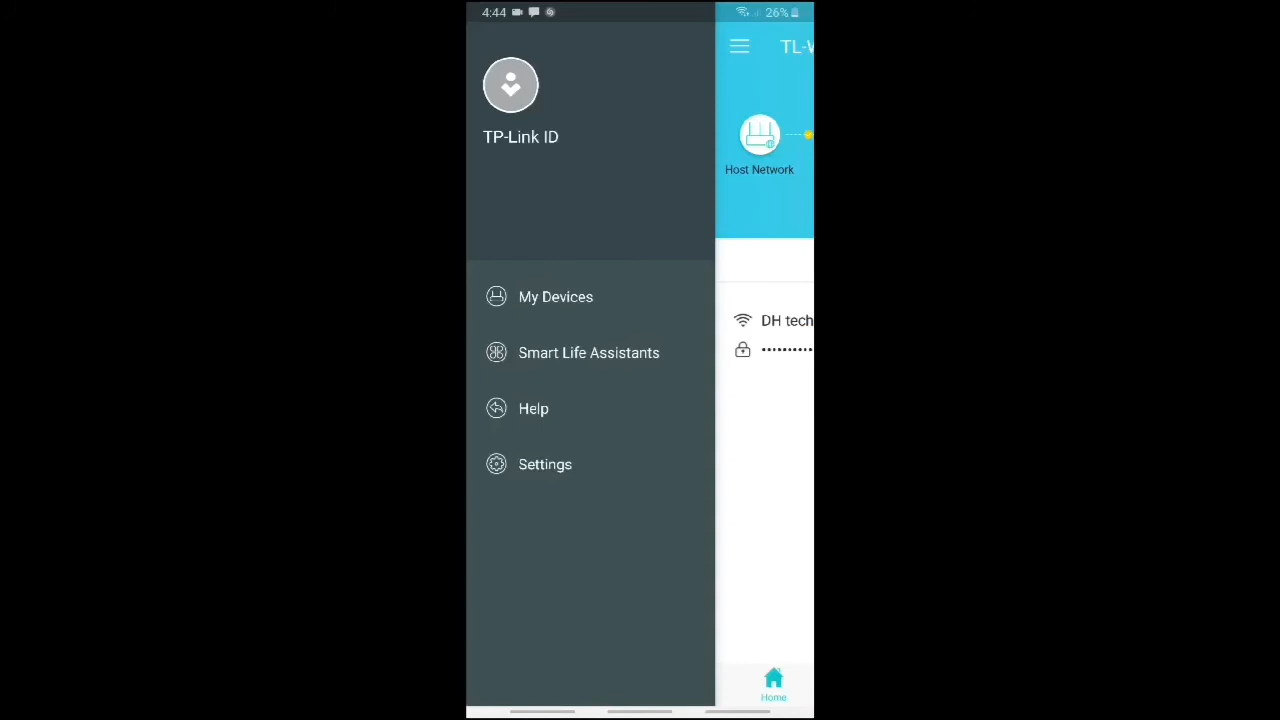 4:44 26%
TL-W
TP-Link ID
Host Network
My Devices
Smart Life Assistants
DH tech
••••••••••
Help
Settings
Home